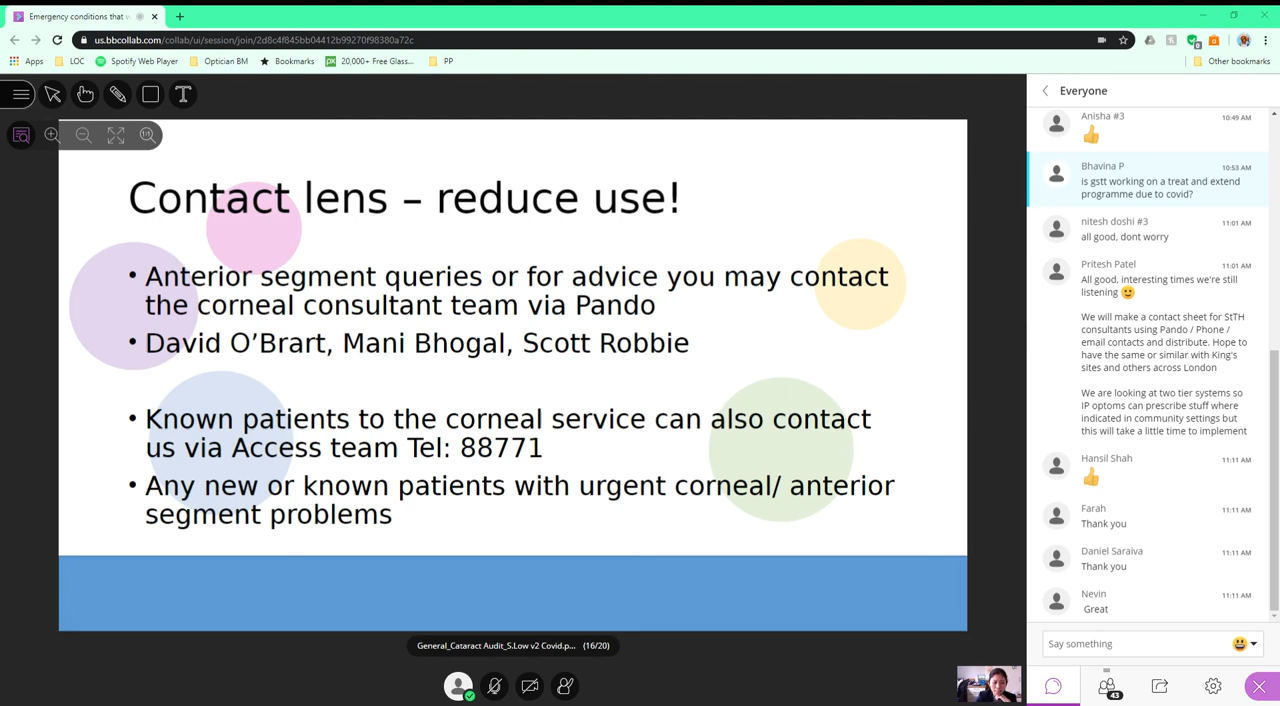 Emergency conditions that w
us.bbcollab.com/collab/ui/session/join/2d8c4f845bb04412b99270f98380a72c
Apps
LOC
Spotify Web Player
Optician BM
Bookmarks
20,000+ Free Glass...
PP
Other bookmarks
T
1:1
Contact lens – reduce use!
• Anterior segment queries or for advice you may contact
the corneal consultant team via Pando
• David O’Brart, Mani Bhogal, Scott Robbie
• Known patients to the corneal service can also contact
us via Access team Tel: 88771
• Any new or known patients with urgent corneal/ anterior
segment problems
General_Cataract Audit_S.Low v2 Covid.p... (16/20)
Everyone
Anisha #3 10:49 AM
Bhavina P 10:53 AM
is gstt working on a treat and extend
programme due to covid?
nitesh doshi #3 11:01 AM
all good, dont worry
Pritesh Patel 11:01 AM
All good, interesting times we're still
listening
We will make a contact sheet for StTH
consultants using Pando / Phone /
email contacts and distribute. Hope to
have the same or similar with King's
sites and others across London
We are looking at two tier systems so
IP optoms can prescribe stuff where
indicated in community settings but
this will take a little time to implement
Hansil Shah 11:11 AM
Farah 11:11 AM
Thank you
Daniel Saraiva 11:11 AM
Thank you
Nevin 11:11 AM
Great
Say something
43